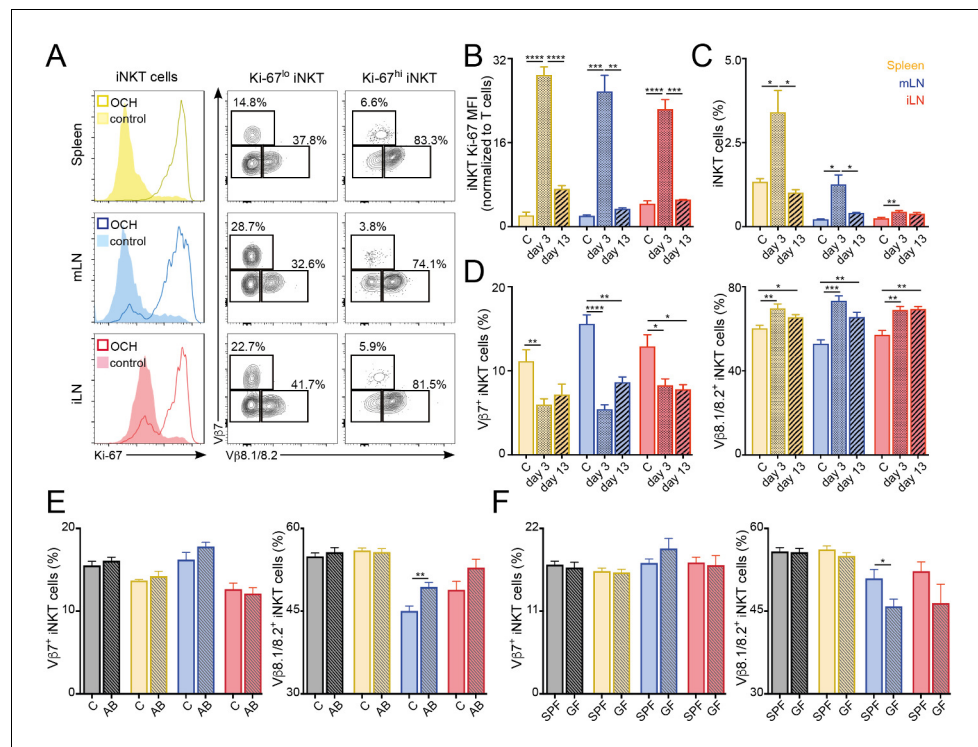 A
iNKT cells
Ki-67lo iNKT
Ki-67hi iNKT
Spleen
OCH
control
14.8%
37.8%
6.6%
83.3%
mLN
OCH
control
28.7%
32.6%
3.8%
74.1%
iLN
OCH
control
22.7%
41.7%
5.9%
81.5%
Ki-67
Vβ7
Vβ8.1/8.2
B
iNKT Ki-67 MFI
(normalized to T cells)
32
24
16
8
0
**** ****
*** **
**** ***
C day 3 day 13 C day 3 day 13 C day 3 day 13
C
iNKT cells (%)
5.0
2.5
0
Spleen
mLN
iLN
* *
* *
**
C day 3 day 13 C day 3 day 13 C day 3 day 13
D
Vβ7+ iNKT cells (%)
20
15
10
5
0
**
**
****
*
*
C day 3 day 13 C day 3 day 13 C day 3 day 13
Vβ8.1/8.2+ iNKT cells (%)
80
40
0
*
**
**
***
**
**
C day 3 day 13 C day 3 day 13 C day 3 day 13
E
Vβ7+ iNKT cells (%)
20
10
0
C AB C AB C AB C AB
Vβ8.1/8.2+ iNKT cells (%)
60
45
30
**
C AB C AB C AB C AB
F
Vβ7+ iNKT cells (%)
22
11
0
SPF GF SPF GF SPF GF SPF GF
Vβ8.1/8.2+ iNKT cells (%)
60
45
30
*
SPF GF SPF GF SPF GF SPF GF